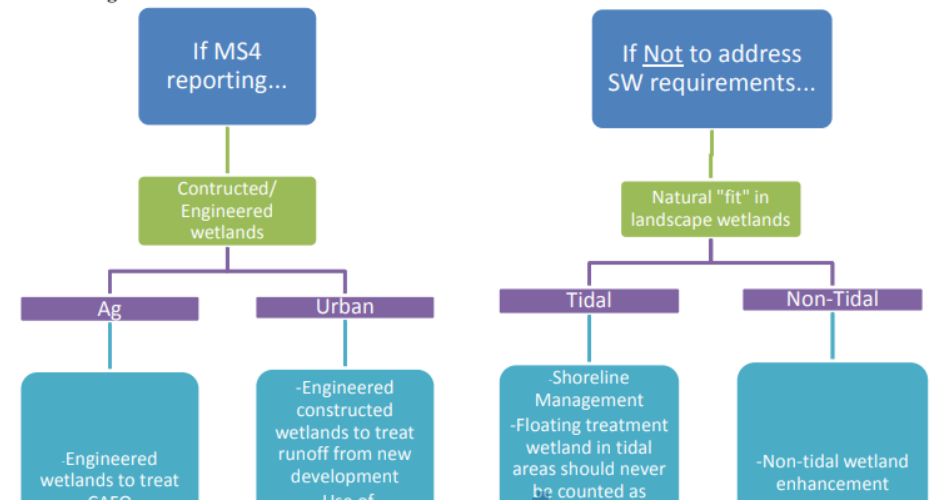 If MS4
reporting...
Contructed/
Engineered
wetlands
Ag
Urban
-Engineered
wetlands to treat
CAFO
-Engineered
constructed
wetlands to treat
runoff from new
development
Use of
If Not to address
SW requirements...
Natural "fit" in
landscape wetlands
Tidal
Non-Tidal
-Shoreline
Management
-Floating treatment
wetland in tidal
areas should never
be counted as
-Non-tidal wetland
enhancement